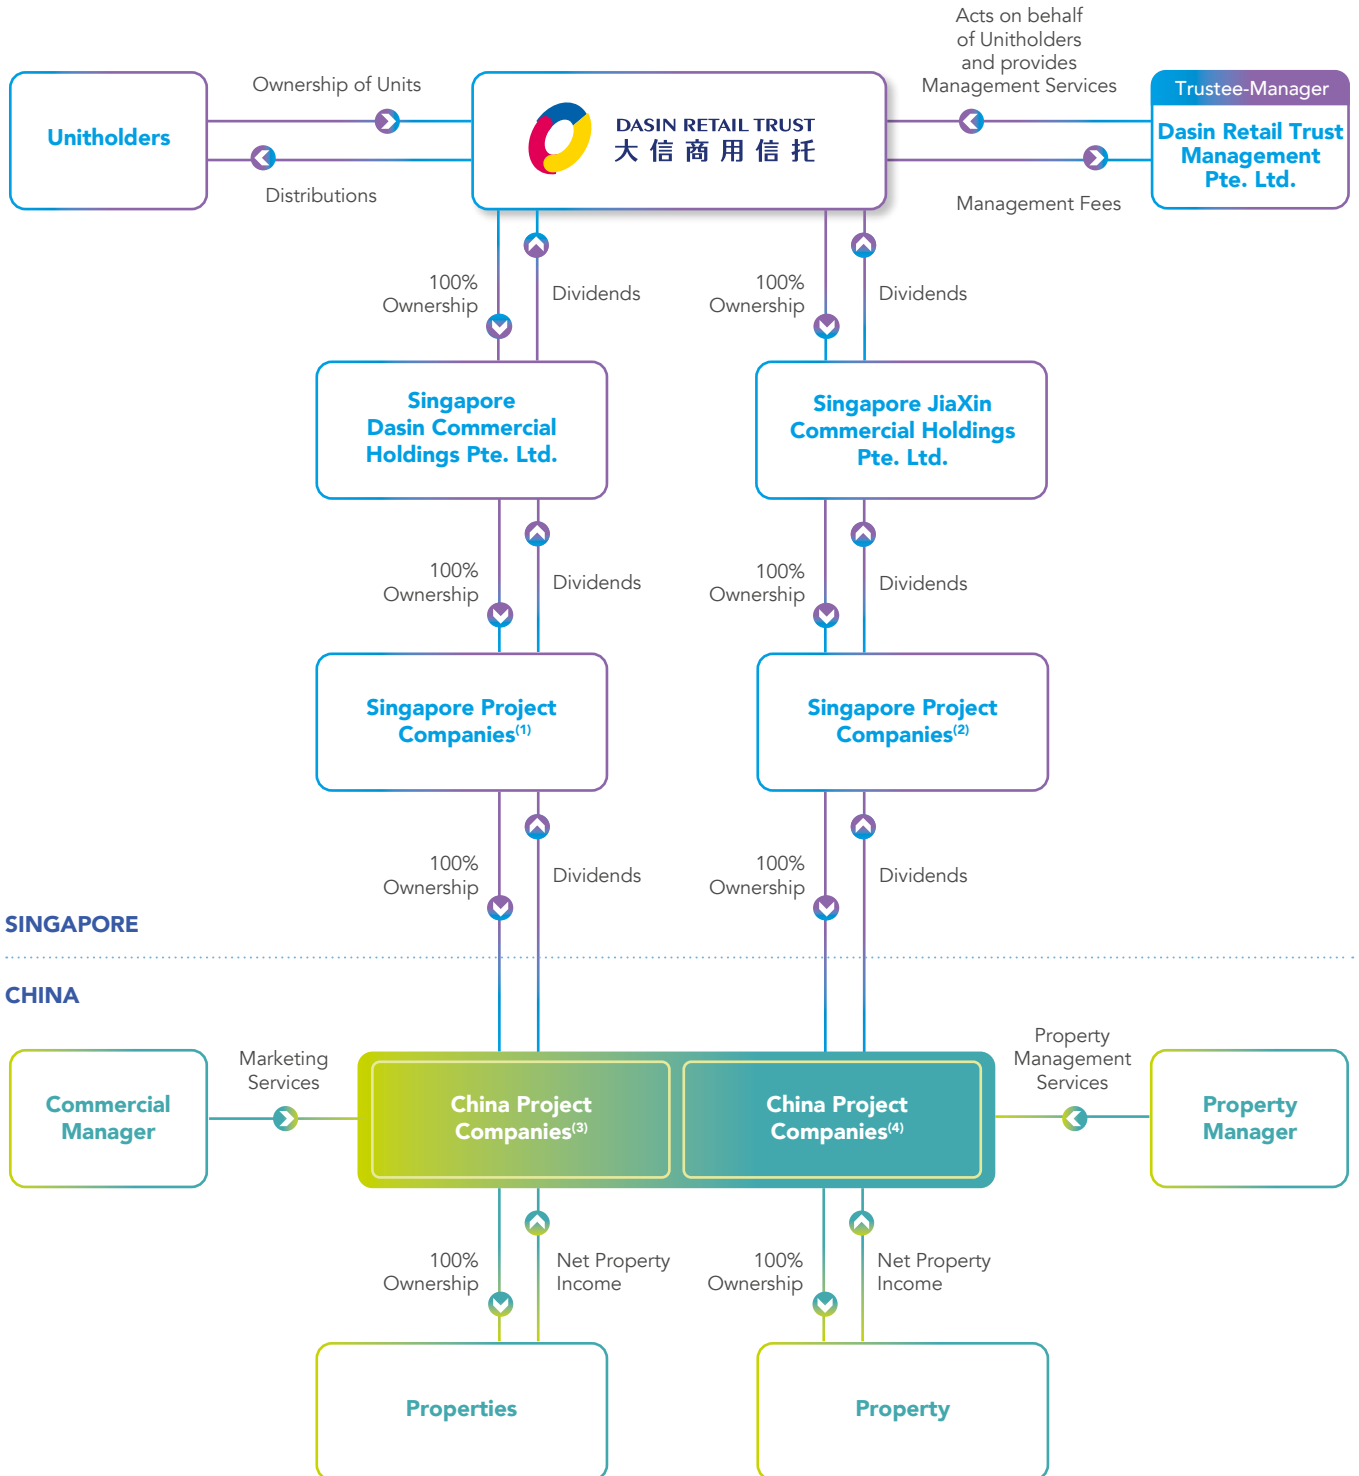 Acts on behalf
of Unitholders
and provides
Management Services
Ownership of Units
Unitholders
Distributions
DASIN RETAIL TRUST
大信商用信托
Trustee-Manager
Dasin Retail Trust
Management
Pte. Ltd.
Management Fees
100%
Ownership
Dividends
100%
Ownership
Dividends
Singapore
Dasin Commercial
Holdings Pte. Ltd.
Singapore JiaXin
Commercial Holdings
Pte. Ltd.
100%
Ownership
Dividends
100%
Ownership
Dividends
Singapore Project
Companies(1)
Singapore Project
Companies(2)
100%
Ownership
Dividends
100%
Ownership
Dividends
SINGAPORE
CHINA
Commercial
Manager
Marketing
Services
China Project
Companies(3)
China Project
Companies(4)
Property
Management
Services
Property
Manager
100%
Ownership
Net Property
Income
100%
Ownership
Net Property
Income
Properties
Property